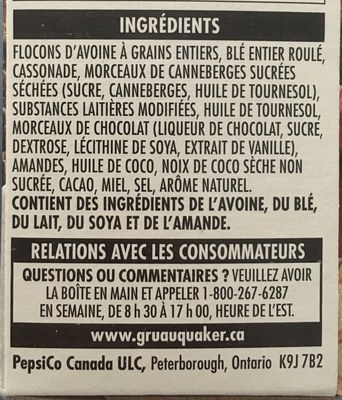 INGRÉDIENTS
FLOCONS D'AVOINE À GRAINS ENTIERS, BLÉ ENTIER ROULÉ,
CASSONADE, MORCEAUX DE CANNEBERGES SUCRÉES
SÉCHÉES (SUCRE, CANNEBERGES, HUILE DE TOURNESOL),
SUBSTANCES LAITIÈRES MODIFIÉES, HUILE DE TOURNESOL,
MORCEAUX DE CHOCOLAT (LIQUEUR DE CHOCOLAT, SUCRE,
DEXTROSE, LÉCITHINE DE SOYA, EXTRAIT DE VANILLE),
AMANDES, HUILE DE COCO, NOIX DE COCO SÈCHE NON
SUCRÉE, CACAO, MIEL, SEL, ARÔME NATUREL.
CONTIENT DES INGRÉDIENTS DE L'AVOINE, DU BLÉ,
DU LAIT, DU SOYA ET DE L'AMANDE.
RELATIONS AVEC LES CONSOMMATEURS
QUESTIONS OU COMMENTAIRES ? VEUILLEZ AVOIR
LA BOÎTE EN MAIN ET APPELER 1-800-267-6287
EN SEMAINE, DE 8 h 30 À 17 h 00, HEURE DE L'EST.
www.gruauquaker.ca
PepsiCo Canada ULC, Peterborough, Ontario K9J 7B2